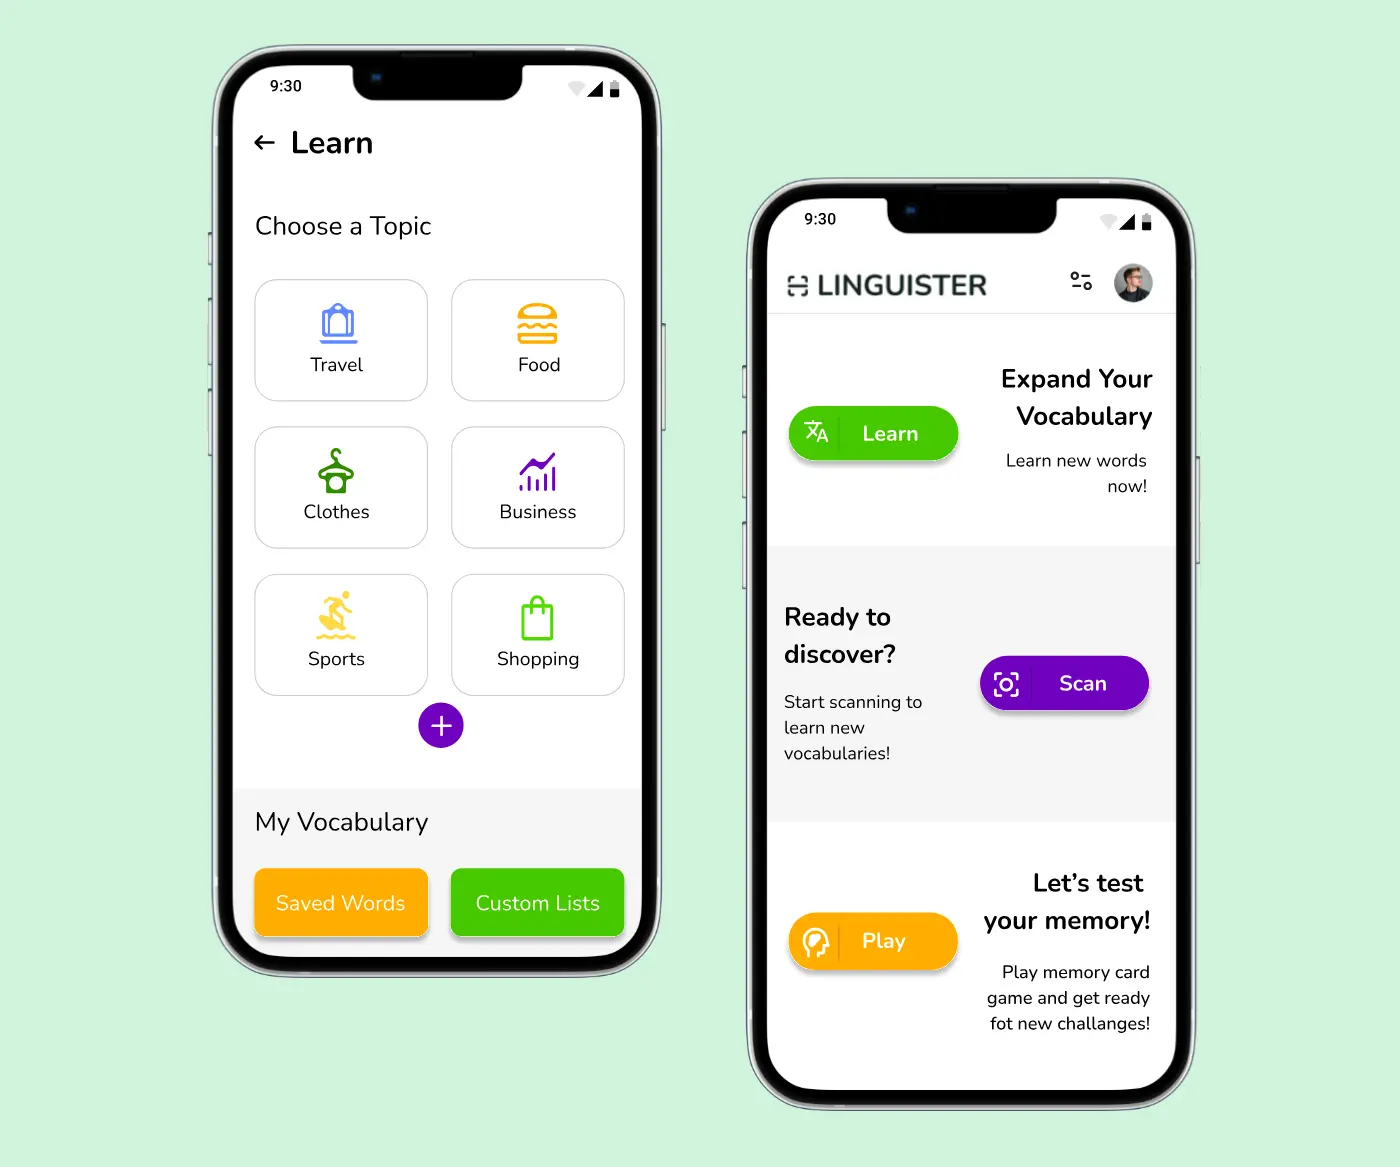 9:30
Learn
Choose a Topic
Travel
Food
Clothes
Business
Sports
Shopping
My Vocabulary
Saved Words
Custom Lists
9:30
LINGUISTER
Expand Your
Vocabulary
Learn
Learn new words
now!
Ready to
discover?
Scan
Start scanning to
learn new
vocabularies!
Let's test
your memory!
Play
Play memory card
game and get ready
fot new challanges!